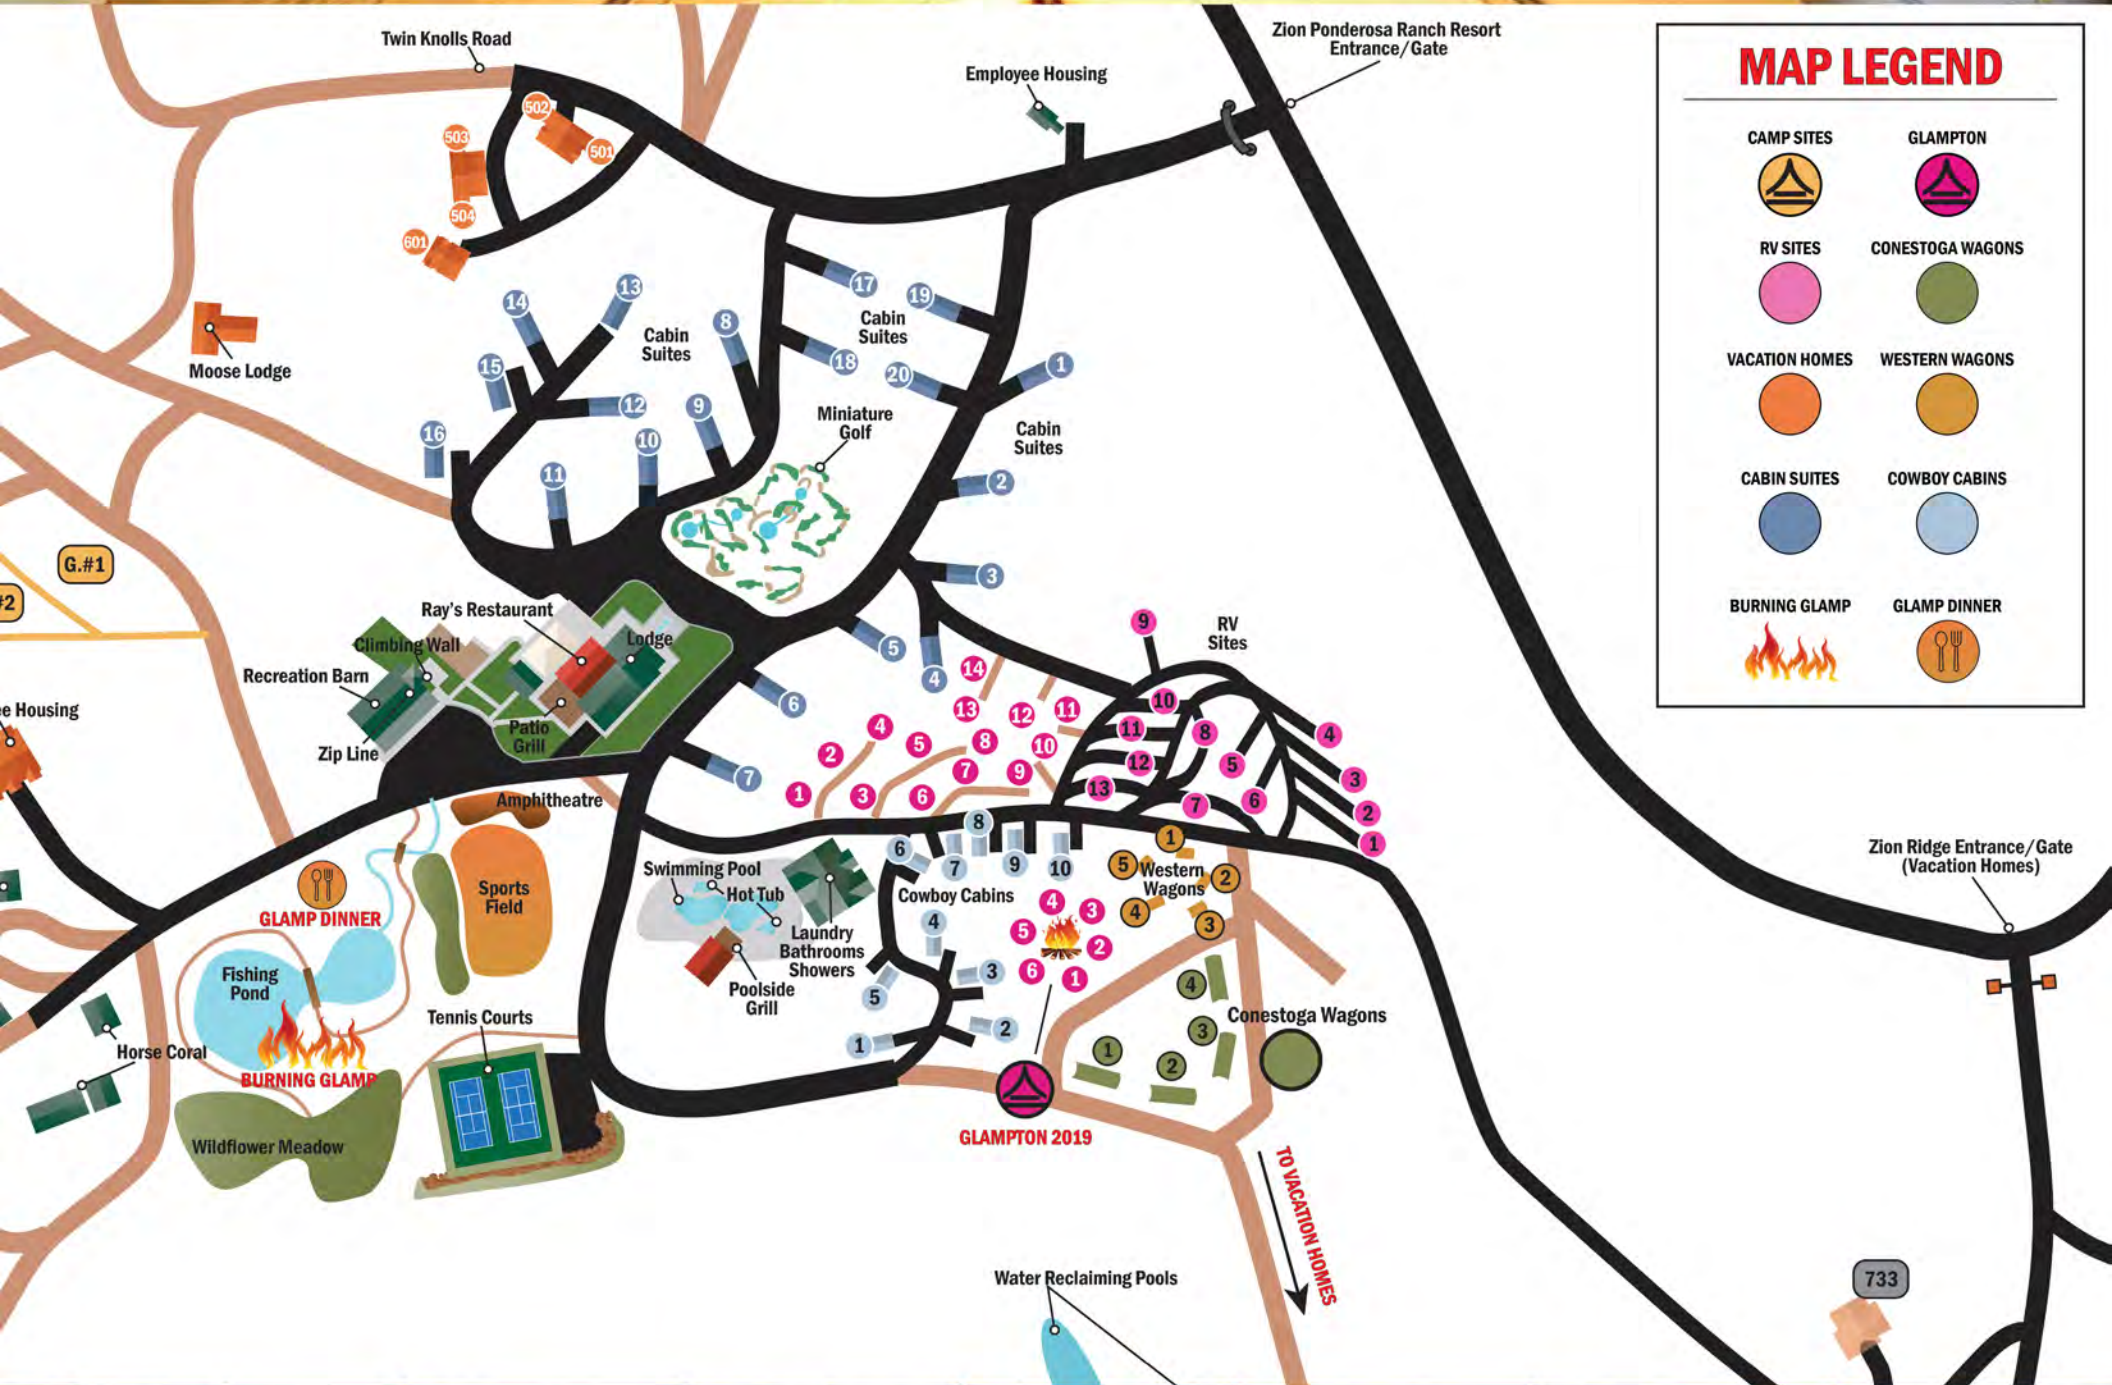 Twin Knolls Road
Zion Ponderosa Ranch Resort
Entrance/Gate
Employee Housing
MAP LEGEND
CAMP SITES
GLAMPTON
RV SITES
CONESTOGA WAGONS
VACATION HOMES
WESTERN WAGONS
CABIN SUITES
COWBOY CABINS
BURNING GLAMP
GLAMP DINNER
502
501
503
504
601
Moose Lodge
14
13
15
12
16
11
10
Cabin
Suites
8
9
17
18
Cabin
Suites
19
20
1
Cabin
Suites
2
3
4
5
6
7
Miniature
Golf
G.#1
#2
Ray's Restaurant
Climbing Wall
Lodge
Recreation Barn
Patio
Grill
Zip Line
ee Housing
Amphitheatre
RV
Sites
9
10
11
12
13
8
5
6
7
4
3
2
1
14
13
12
11
10
9
8
7
6
5
4
3
2
1
Swimming Pool
Hot Tub
Laundry
Bathrooms
Showers
Poolside
Grill
6
7
8
9
10
Cowboy Cabins
4
3
5
2
1
1
5
Western
Wagons
2
4
3
4
3
5
2
6
1
4
3
1
2
Conestoga Wagons
GLAMPTON 2019
GLAMP DINNER
Sports
Field
Fishing
Pond
BURNING GLAMP
Tennis Courts
Horse Coral
Wildflower Meadow
TO VACATION HOMES
Water Reclaiming Pools
Zion Ridge Entrance/Gate
(Vacation Homes)
733